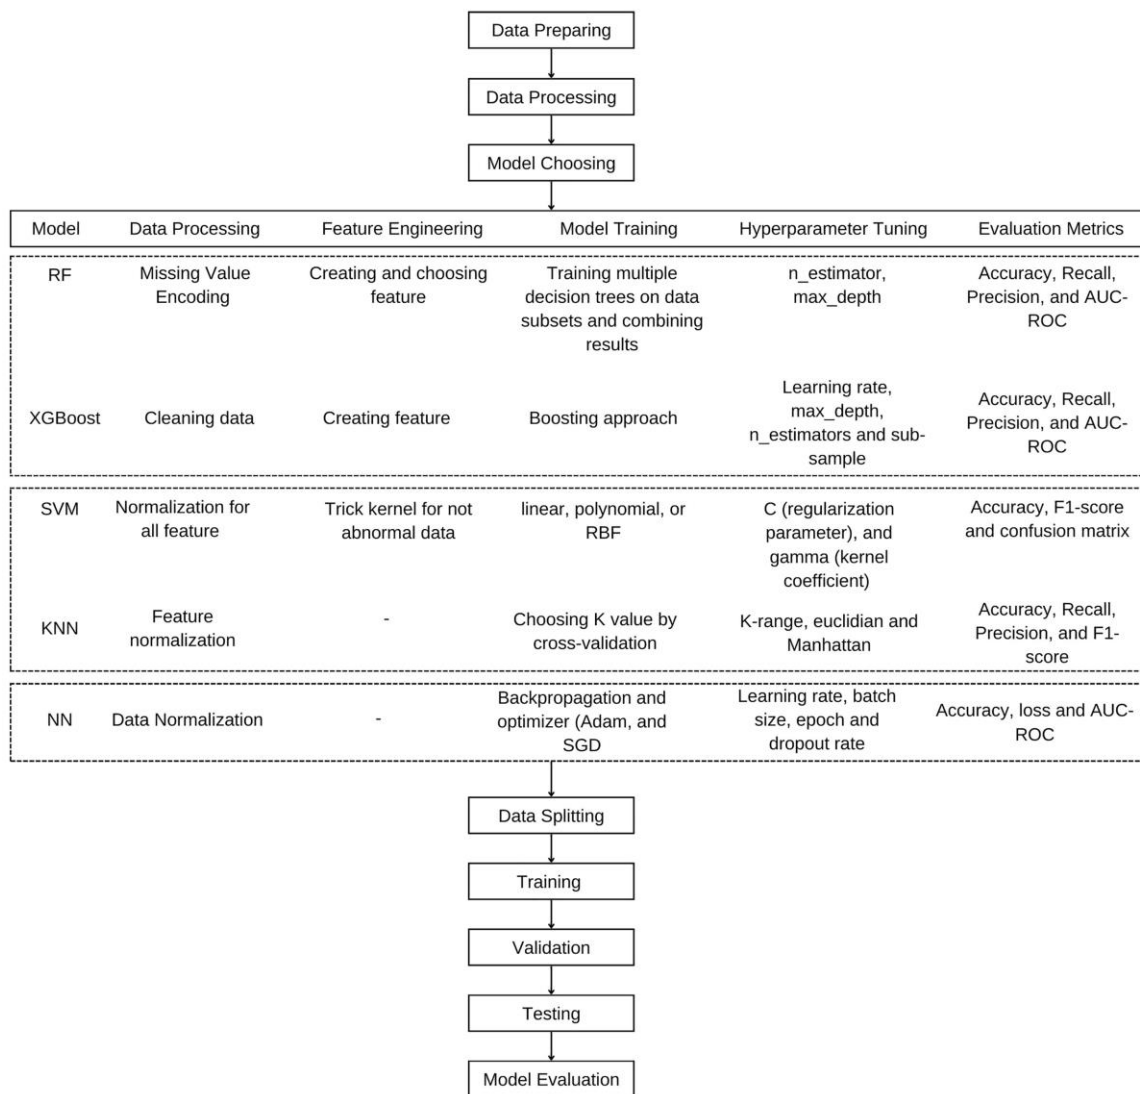 Data Preparing
Data Processing
Model Choosing
Model Data Processing Feature Engineering Model Training Hyperparameter Tuning Evaluation Metrics
RF
Missing Value
Encoding
Creating and choosing
feature
Training multiple
decision trees on data
subsets and combining
results
n_estimator,
max_depth
Accuracy, Recall,
Precision, and AUC-
ROC
XGBoost
Cleaning data
Creating feature
Boosting approach
Learning rate,
max_depth,
n_estimators and sub-
sample
Accuracy, Recall,
Precision, and AUC-
ROC
SVM
Normalization for
all feature
Trick kernel for not
abnormal data
linear, polynomial, or
RBF
C (regularization
parameter), and
gamma (kernel
coefficient)
Accuracy, F1-score
and confusion matrix
KNN
Feature
normalization
-
Choosing K value by
cross-validation
K-range, euclidian and
Manhattan
Accuracy, Recall,
Precision, and F1-
score
NN
Data Normalization
-
Backpropagation and
optimizer (Adam, and
SGD
Learning rate, batch
size, epoch and
dropout rate
Accuracy, loss and AUC-
ROC
Data Splitting
Training
Validation
Testing
Model Evaluation